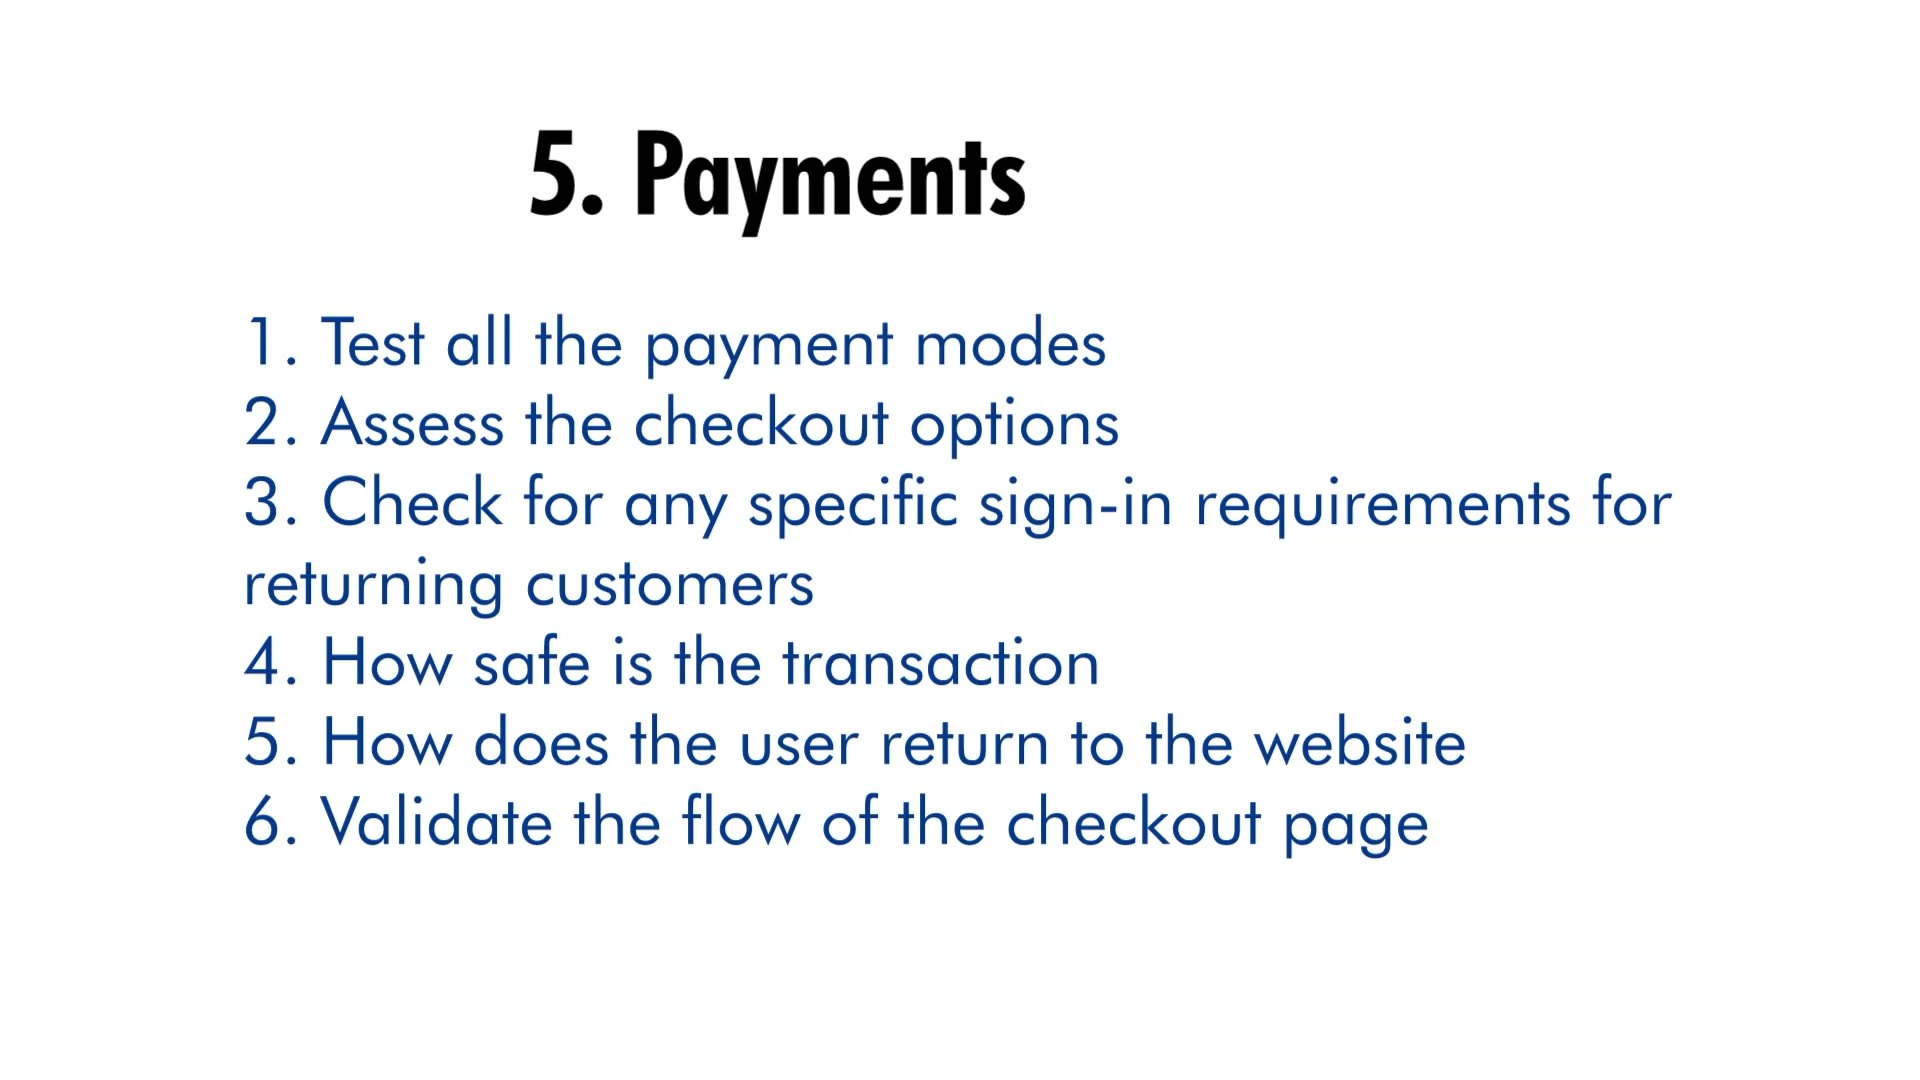 5. Payments
1. Test all the payment modes
2. Assess the checkout options
3. Check for any specific sign-in requirements for
returning customers
4. How safe is the transaction
5. How does the user return to the website
6. Validate the flow of the checkout page